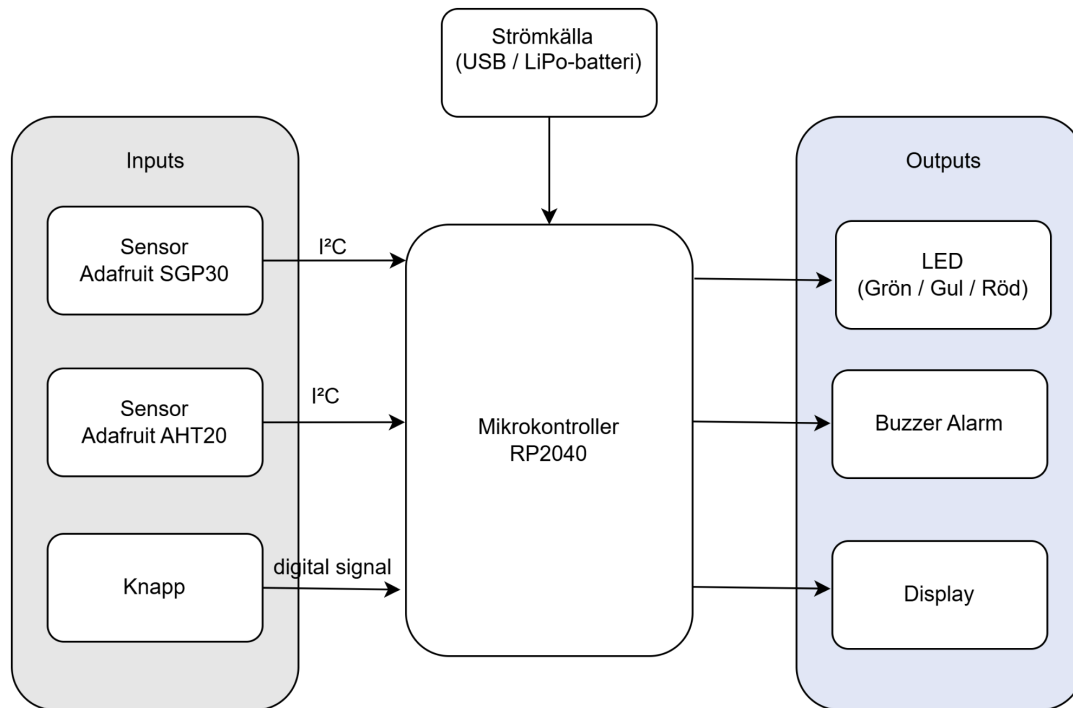 Strömkälla
(USB / LiPo-batteri)
Inputs
Outputs
Sensor
Adafruit SGP30
I²C
LED
(Grön / Gul / Röd)
Sensor
Adafruit AHT20
I²C
Mikrokontroller
RP2040
Buzzer Alarm
Knapp
digital signal
Display